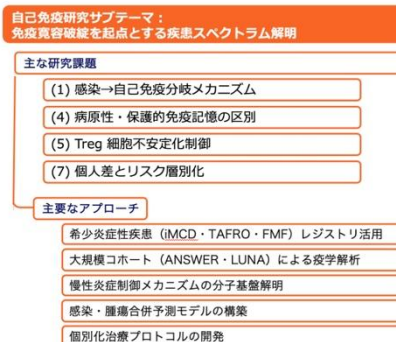 自己免疫研究サブテーマ：
免疫寛容破綻を起点とする疾患スペクトラム解明
主な研究課題
(1) 感染→自己免疫分岐メカニズム
(4) 病原性・保護的免疫記憶の区別
(5) Treg 細胞不安定化制御
(7) 個人差とリスク層別化
主要なアプローチ
希少炎症性疾患（iMCD・TAFRO・FMF）レジストリ活用
大規模コホート（ANSWER・LUNA）による疫学解析
慢性炎症制御メカニズムの分子基盤解明
感染・腫瘍合併予測モデルの構築
個別化治療プロトコルの開発